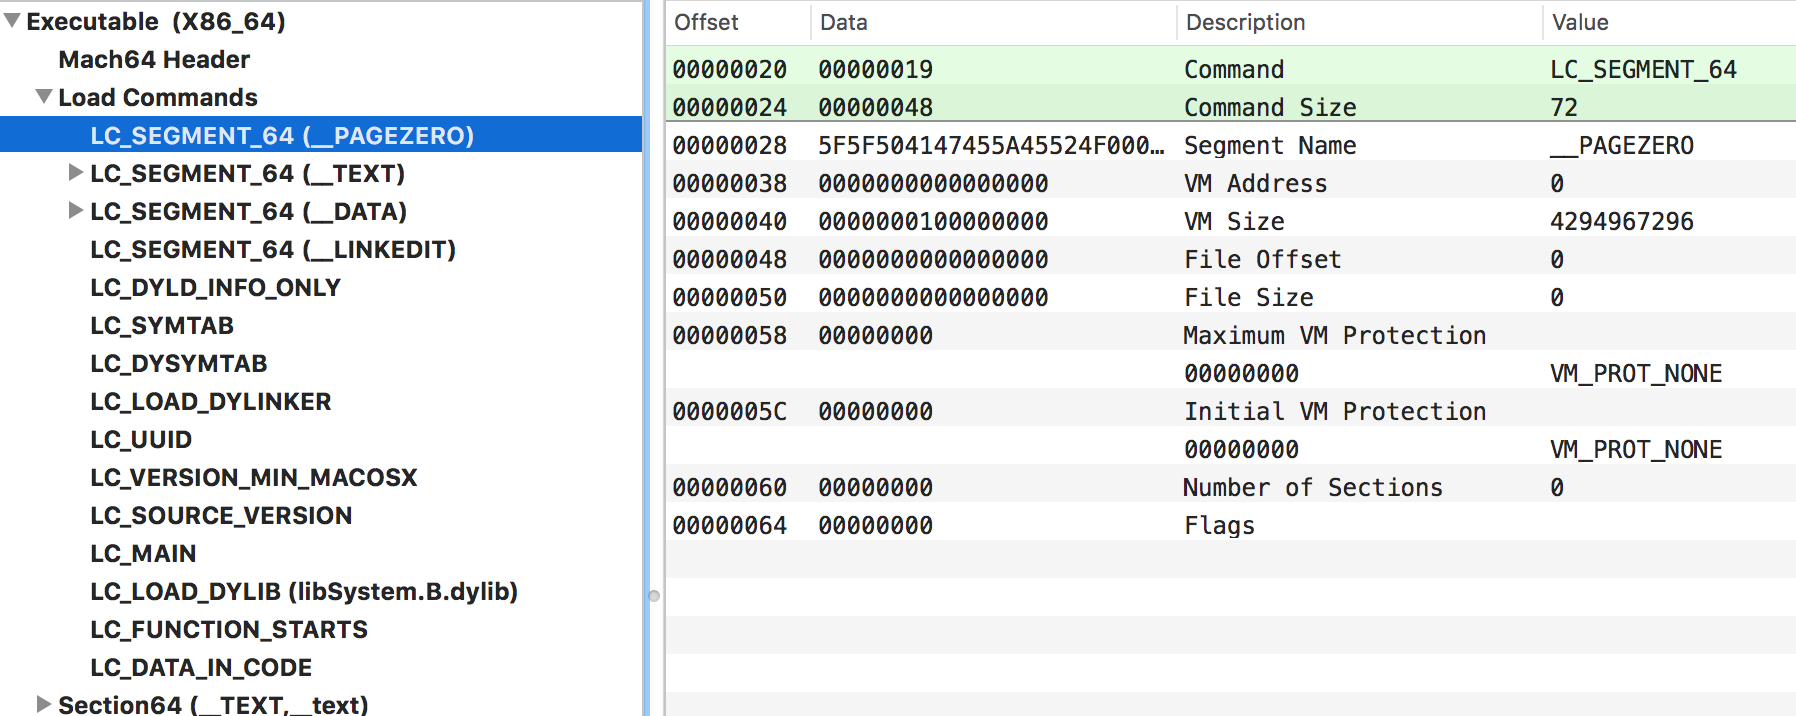 Executable (X86_64)
Mach64 Header
Load Commands
LC_SEGMENT_64 (__PAGEZERO)
LC_SEGMENT_64 (__TEXT)
LC_SEGMENT_64 (__DATA)
LC_SEGMENT_64 (__LINKEDIT)
LC_DYLD_INFO_ONLY
LC_SYMTAB
LC_DYSYMTAB
LC_LOAD_DYLINKER
LC_UUID
LC_VERSION_MIN_MACOSX
LC_SOURCE_VERSION
LC_MAIN
LC_LOAD_DYLIB (libSystem.B.dylib)
LC_FUNCTION_STARTS
LC_DATA_IN_CODE
Section64 (__TEXT,__text)
Offset Data Description Value
00000020 00000019 Command LC_SEGMENT_64
00000024 00000048 Command Size 72
00000028 5F5F504147455A45524F000… Segment Name __PAGEZERO
00000038 0000000000000000 VM Address 0
00000040 0000000100000000 VM Size 4294967296
00000048 0000000000000000 File Offset 0
00000050 0000000000000000 File Size 0
00000058 00000000 Maximum VM Protection
00000000 VM_PROT_NONE
0000005C 00000000 Initial VM Protection
00000000 VM_PROT_NONE
00000060 00000000 Number of Sections 0
00000064 00000000 Flags